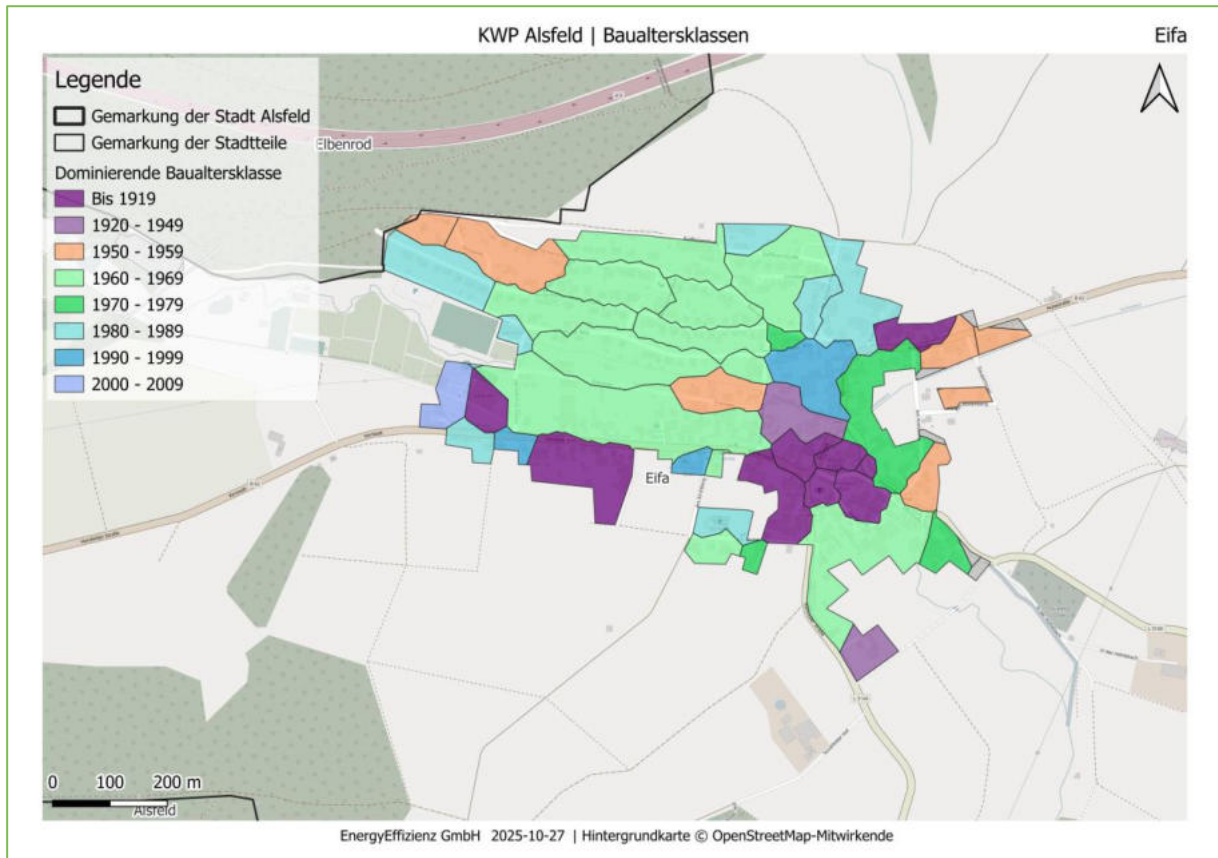 KWP Alsfeld | Baualtersklassen
Eifa
Legende
Gemarkung der Stadt Alsfeld
Gemarkung der Stadtteile
Dominierende Baualtersklasse
Bis 1919
1920 - 1949
1950 - 1959
1960 - 1969
1970 - 1979
1980 - 1989
1990 - 1999
2000 - 2009
Elbenrod
Eifa
0 100 200 m
Alsfeld
EnergyEffizienz GmbH 2025-10-27 | Hintergrundkarte © OpenStreetMap-Mitwirkende